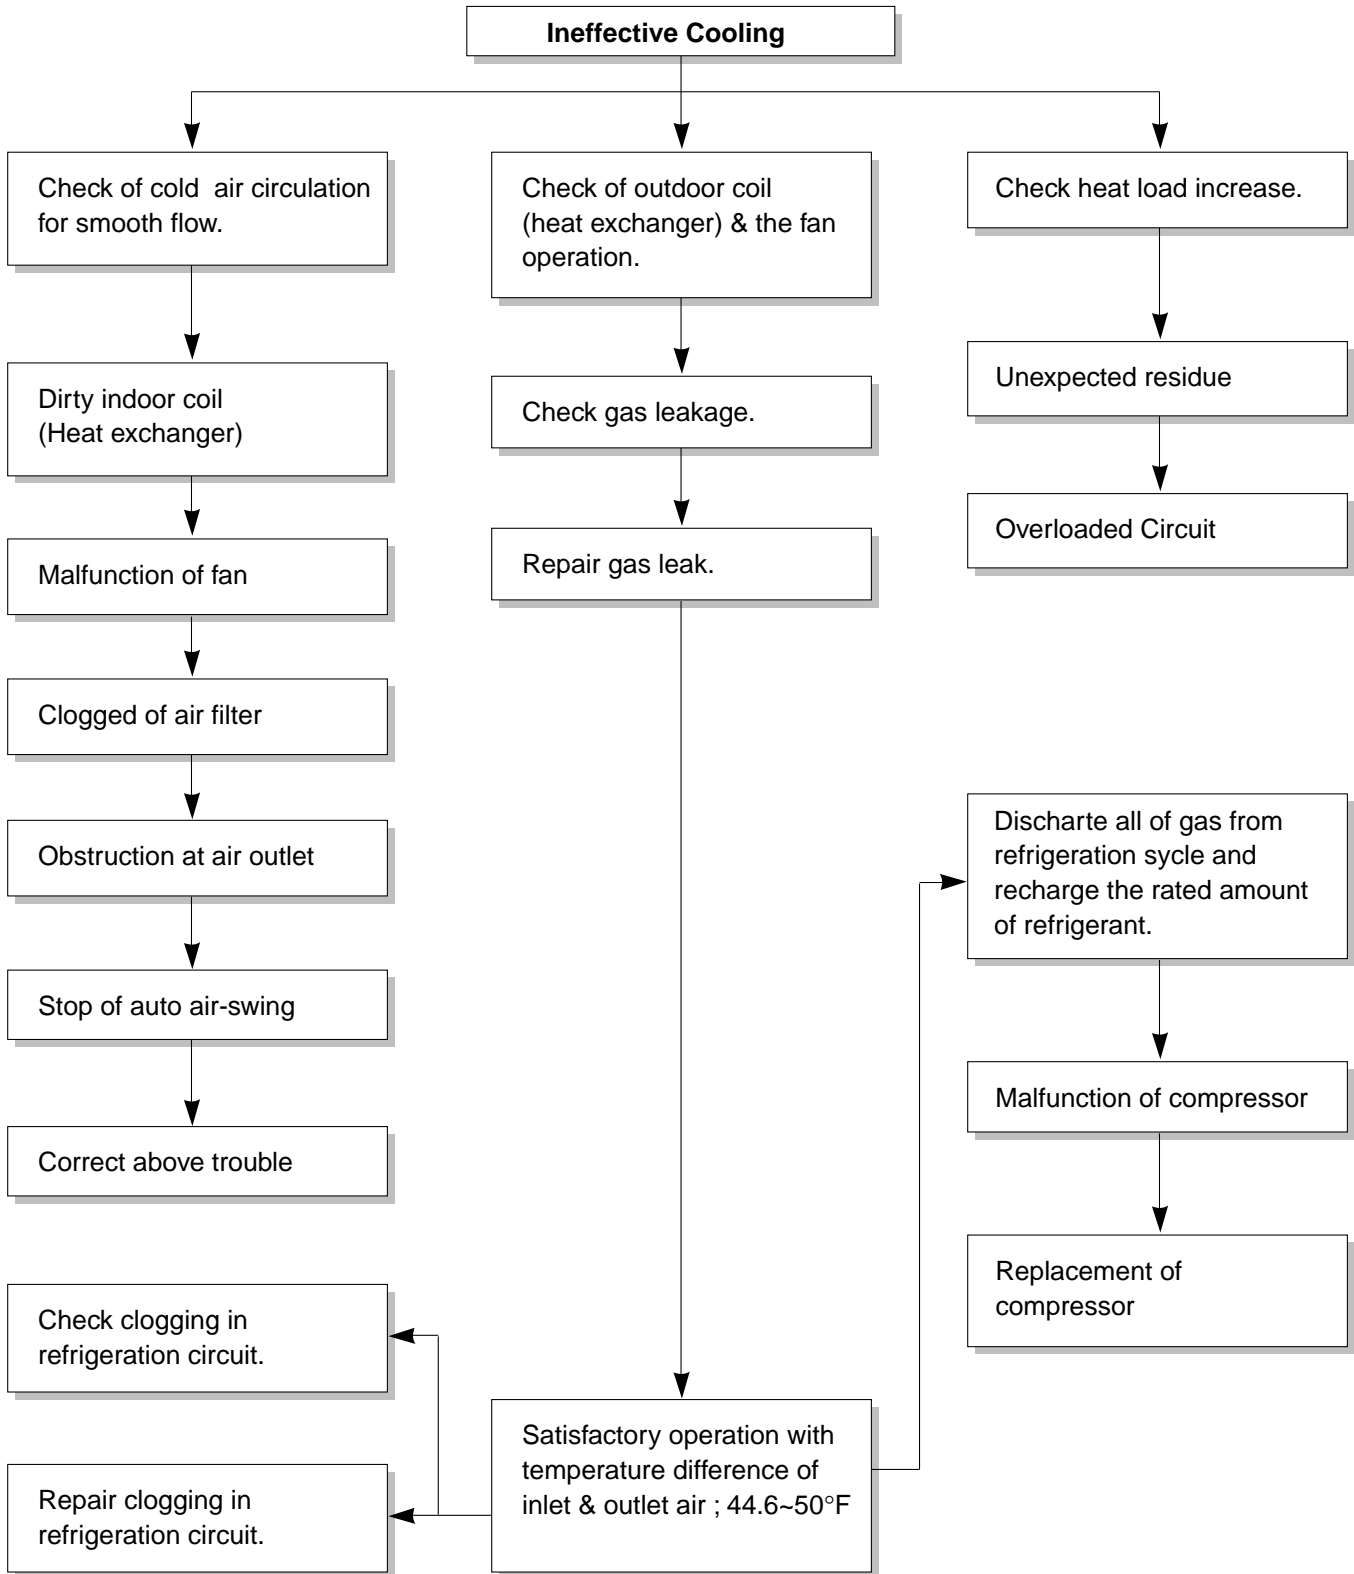 Ineffective Cooling
Check of cold air circulation
for smooth flow.
Dirty indoor coil
(Heat exchanger)
Malfunction of fan
Clogged of air filter
Obstruction at air outlet
Stop of auto air-swing
Correct above trouble
Check of outdoor coil
(heat exchanger) & the fan
operation.
Check gas leakage.
Repair gas leak.
Check heat load increase.
Unexpected residue
Overloaded Circuit
Satisfactory operation with
temperature difference of
inlet & outlet air ; 44.6~50°F
Check clogging in
refrigeration circuit.
Repair clogging in
refrigeration circuit.
Discharte all of gas from
refrigeration sycle and
recharge the rated amount
of refrigerant.
Malfunction of compressor
Replacement of
compressor